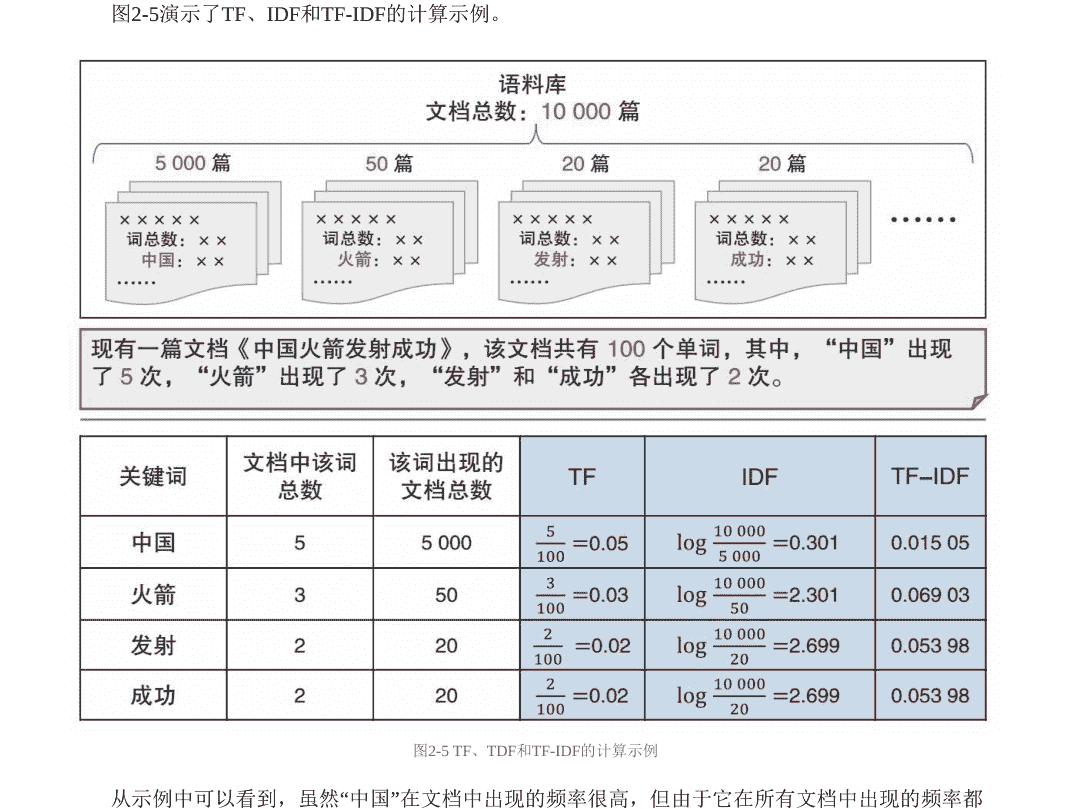 图2-5演示了TF、IDF和TF-IDF的计算示例。
语料库
文档总数：10 000 篇
5 000 篇 50 篇 20 篇 20 篇
××××× ××××× ××××× ×××××
词总数：×× 词总数：×× 词总数：×× 词总数：×× ……
中国：×× 火箭：×× 发射：×× 成功：××
…… …… …… ……
现有一篇文档《中国火箭发射成功》，该文档共有 100 个单词，其中，“中国”出现
了 5 次，“火箭”出现了 3 次，“发射”和“成功”各出现了 2 次。
关键词 文档中该词总数 该词出现的文档总数 TF IDF TF–IDF
中国 5 5 000 5/100=0.05 log 10 000/5 000=0.301 0.015 05
火箭 3 50 3/100=0.03 log 10 000/50=2.301 0.069 03
发射 2 20 2/100=0.02 log 10 000/20=2.699 0.053 98
成功 2 20 2/100=0.02 log 10 000/20=2.699 0.053 98
图2-5 TF、TDF和TF-IDF的计算示例
从示例中可以看到，虽然“中国”在文档中出现的频率很高，但由于它在所有文档中出现的频率都